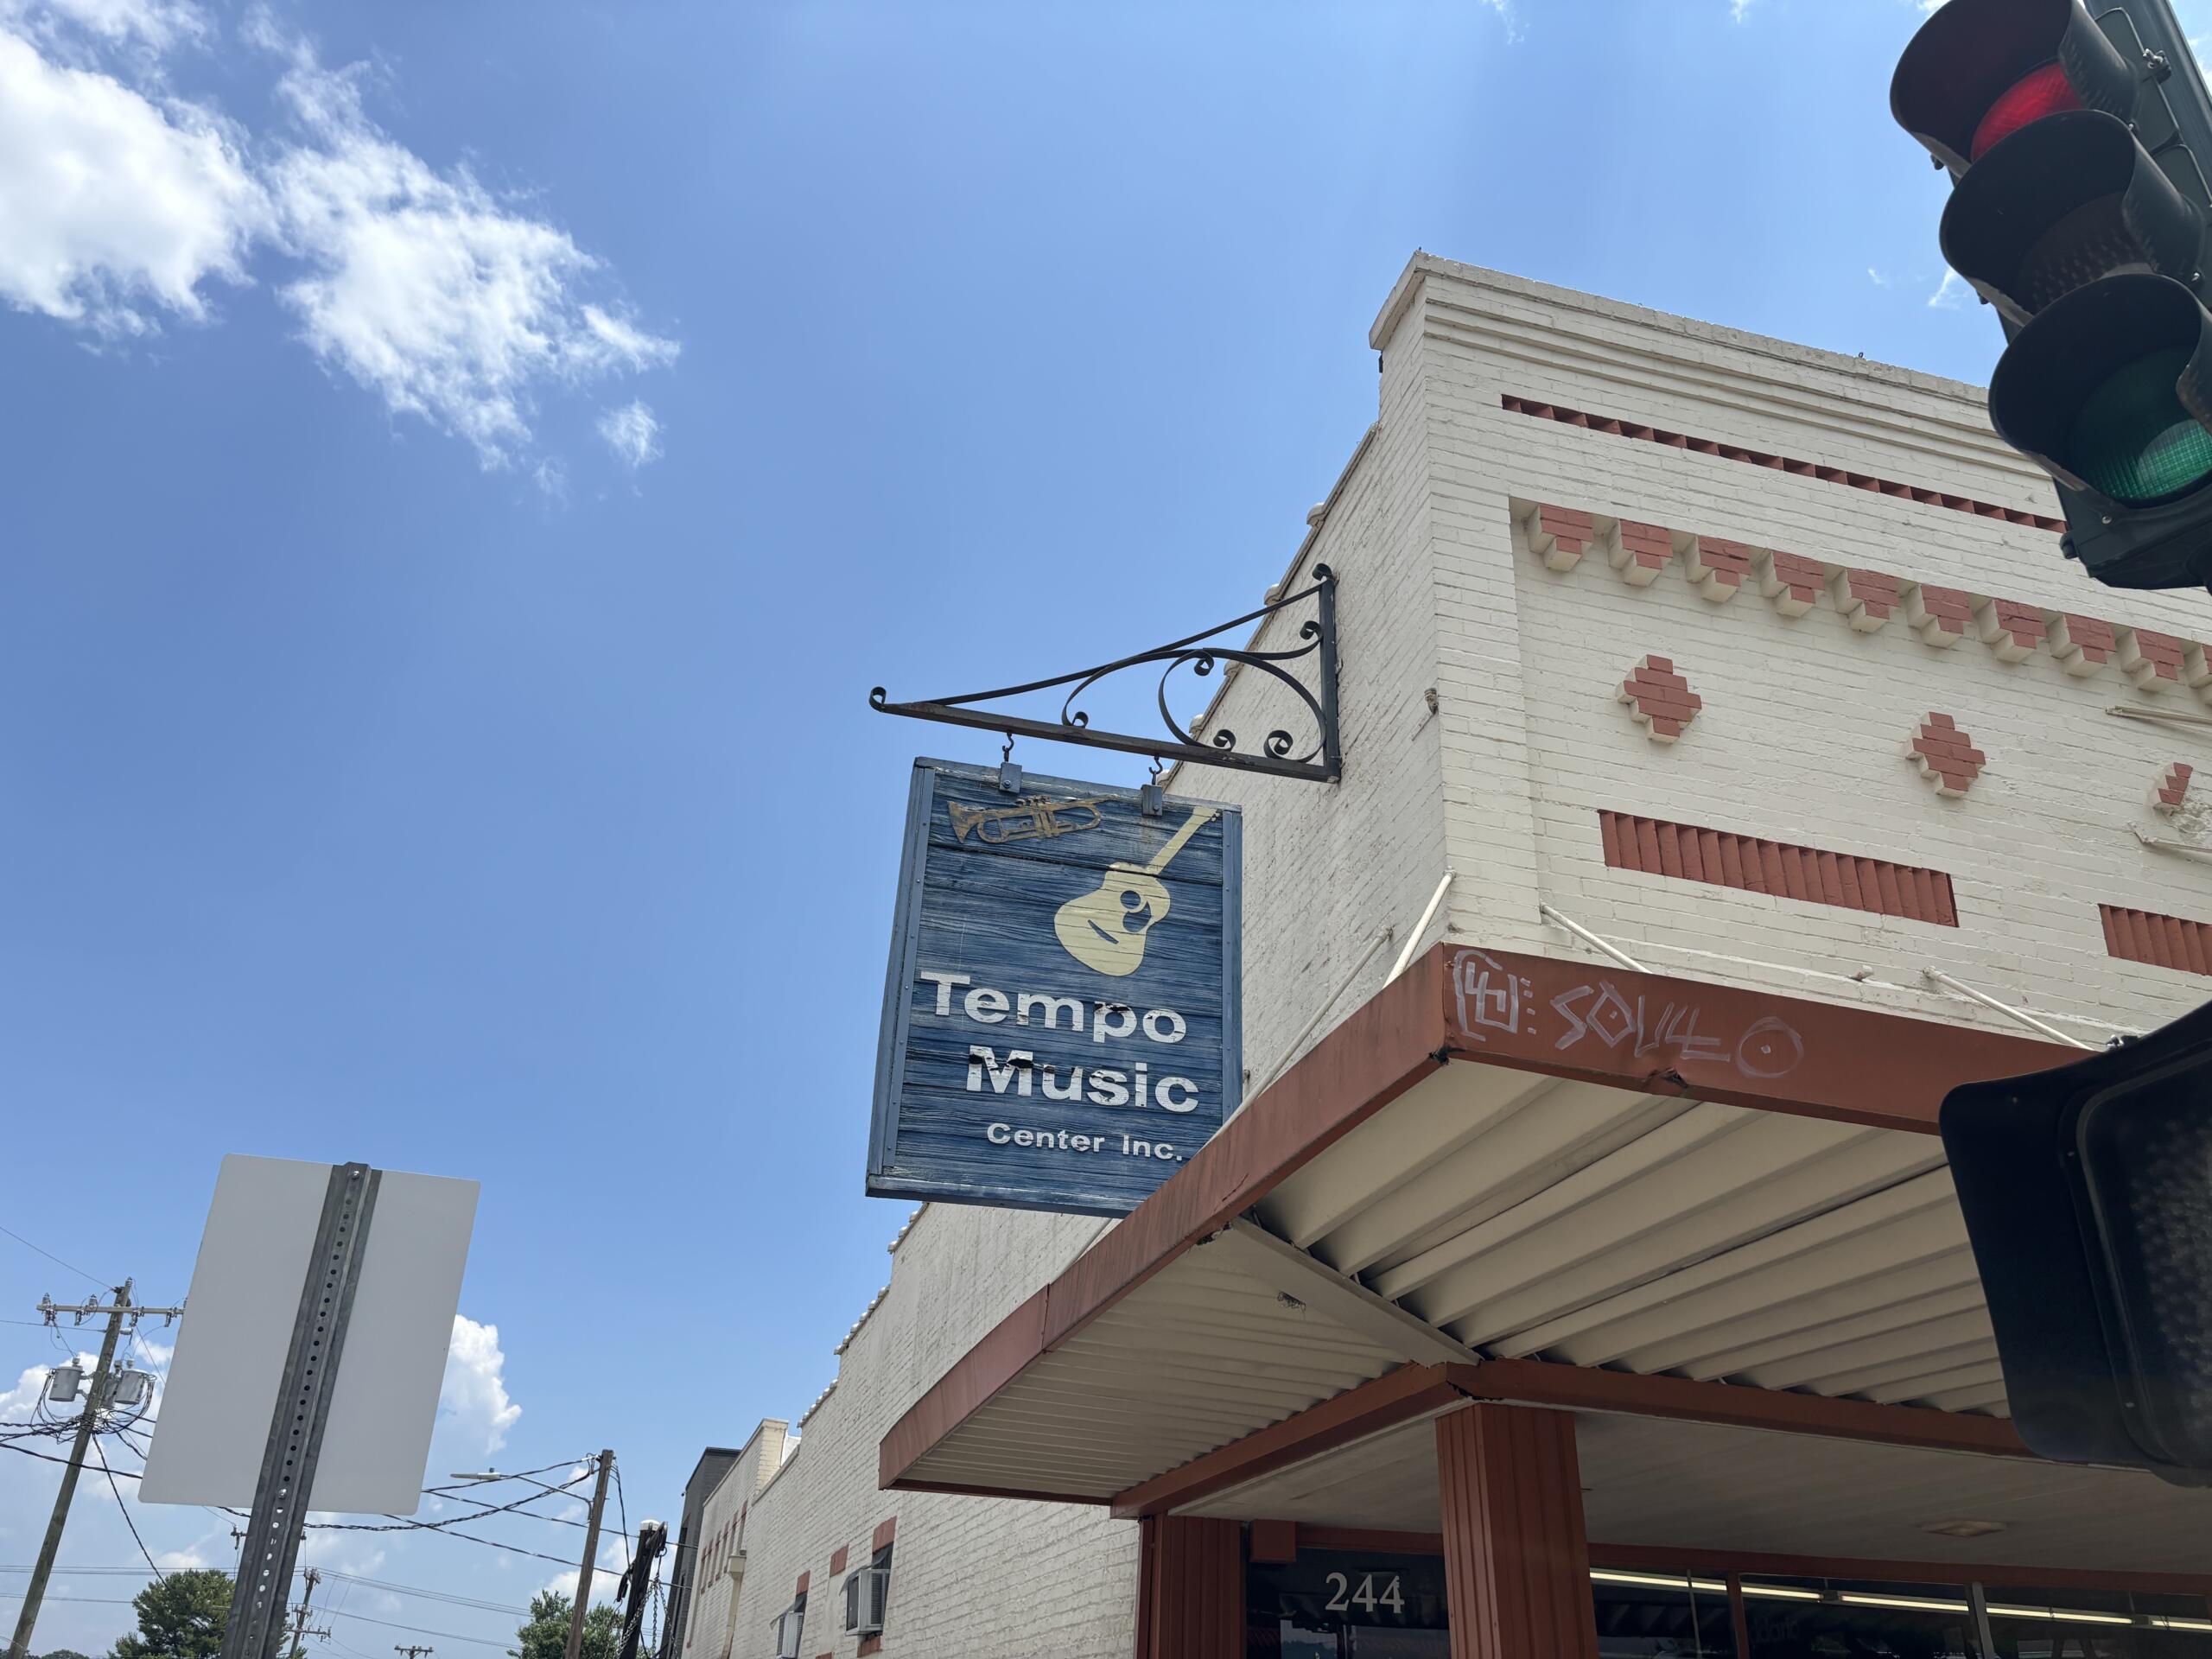 Tempo
Music
Center Inc.
244